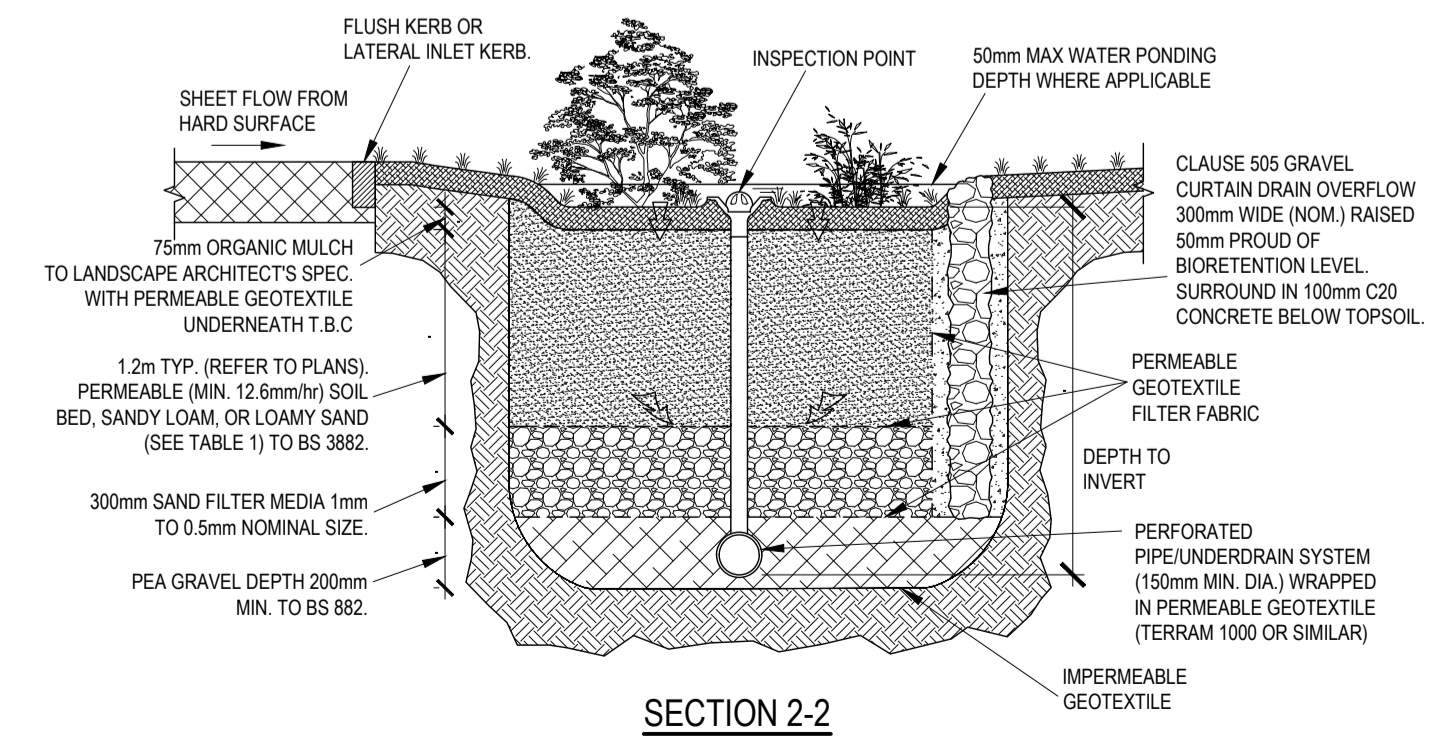 FLUSH KERB OR
LATERAL INLET KERB.
INSPECTION POINT
50mm MAX WATER PONDING
DEPTH WHERE APPLICABLE
SHEET FLOW FROM
HARD SURFACE
CLAUSE 505 GRAVEL
CURTAIN DRAIN OVERFLOW
300mm WIDE (NOM.) RAISED
50mm PROUD OF
BIORETENTION LEVEL.
SURROUND IN 100mm C20
CONCRETE BELOW TOPSOIL.
75mm ORGANIC MULCH
TO LANDSCAPE ARCHITECT'S SPEC.
WITH PERMEABLE GEOTEXTILE
UNDERNEATH T.B.C
1.2m TYP. (REFER TO PLANS).
PERMEABLE (MIN. 12.6mm/hr) SOIL
BED, SANDY LOAM, OR LOAMY SAND
(SEE TABLE 1) TO BS 3882.
PERMEABLE
GEOTEXTILE
FILTER FABRIC
DEPTH TO
INVERT
300mm SAND FILTER MEDIA 1mm
TO 0.5mm NOMINAL SIZE.
PEA GRAVEL DEPTH 200mm
MIN. TO BS 882.
PERFORATED
PIPE/UNDERDRAIN SYSTEM
(150mm MIN. DIA.) WRAPPED
IN PERMEABLE GEOTEXTILE
(TERRAM 1000 OR SIMILAR)
IMPERMEABLE
GEOTEXTILE
SECTION 2-2